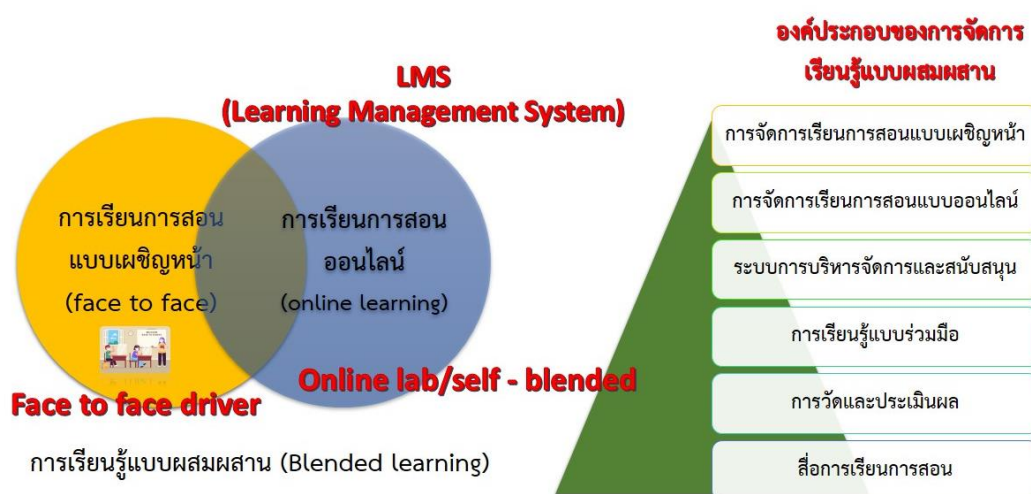 LMS
(Learning Management System)
การเรียนการสอน
แบบเผชิญหน้า
(face to face)
การเรียนการสอน
ออนไลน์
(online learning)
Online lab/self - blended
Face to face driver
การเรียนรู้แบบผสมผสาน (Blended learning)
องค์ประกอบของการจัดการ
เรียนรู้แบบผสมผสาน
การจัดการเรียนการสอนแบบเผชิญหน้า
การจัดการเรียนการสอนแบบออนไลน์
ระบบการบริหารจัดการและสนับสนุน
การเรียนรู้แบบร่วมมือ
การวัดและประเมินผล
สื่อการเรียนการสอน